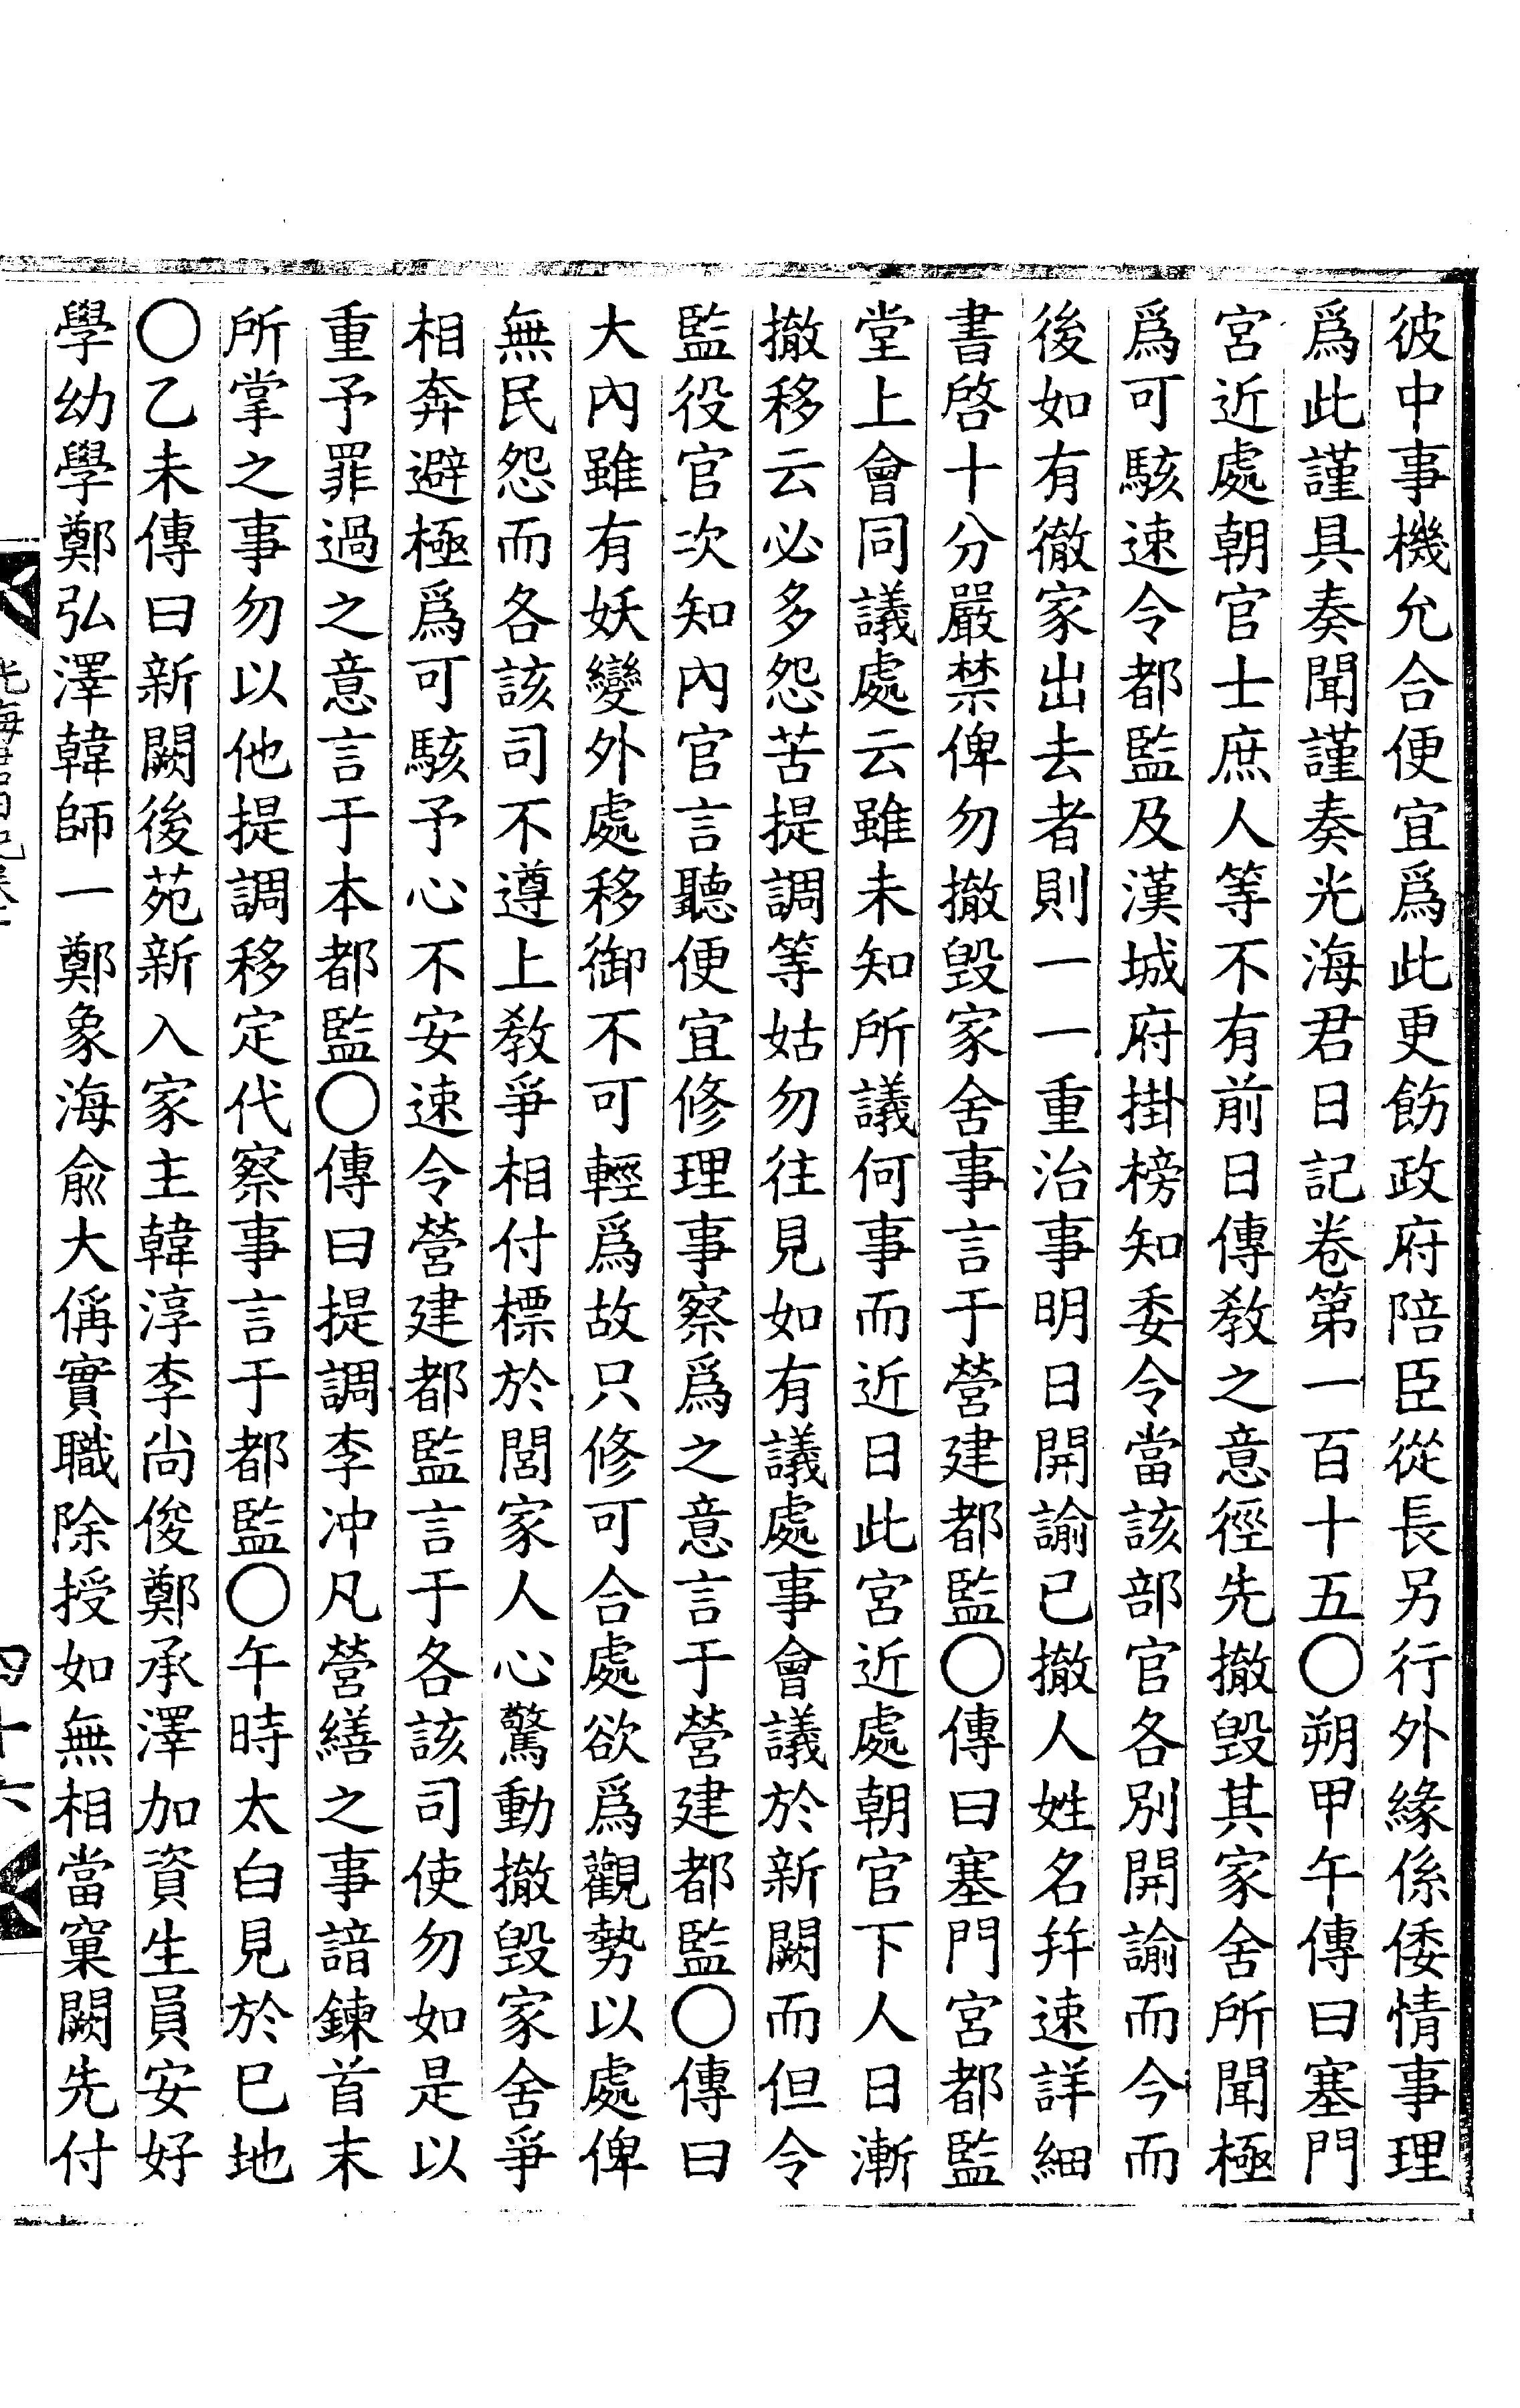 彼中事機允合便宜爲此更飭政府陪臣從長另行外緣係倭情事理
爲此謹具奏聞謹奏光海君日記卷第一百十五○朔甲午傳曰塞門
宮近處朝官士庶人等不有前日傳敎之意徑先撤毀其家舍所聞極
爲可駭速令都監及漢城府掛榜知委令當該部官各別開諭而今而
後如有徹家出去者則一一重治事明日開諭已撤人姓名幷速詳細
書啓十分嚴禁俾勿撤毀家舍事言于營建都監○傳曰塞門宮都監
堂上會同議處云雖未知所議何事而近日此宮近處朝官下人日漸
撤移云必多怨苦提調等姑勿往見如有議處事會議於新闕而但令
監役官次知內官言聽便宜修理事察爲之意言于營建都監○傳曰
大內雖有妖變外處移御不可輕爲故只修可合處欲爲觀勢以處俾
無民怨而各該司不遵上敎爭相付標於閭家人心驚動撤毀家舍爭
相奔避極爲可駭予心不安速令營建都監言于各該司使勿如是以
重予罪過之意言于本都監○傳曰提調李冲凡營繕之事諳鍊首末
所掌之事勿以他提調移定代察事言于都監○午時太白見於巳地
○乙未傳曰新闕後苑新入家主韓淳李尙俊鄭承澤加資生員安好
學幼學鄭弘澤韓師一鄭象海兪大偁實職除授如無相當窠闕先付
光海君日記卷
四十六